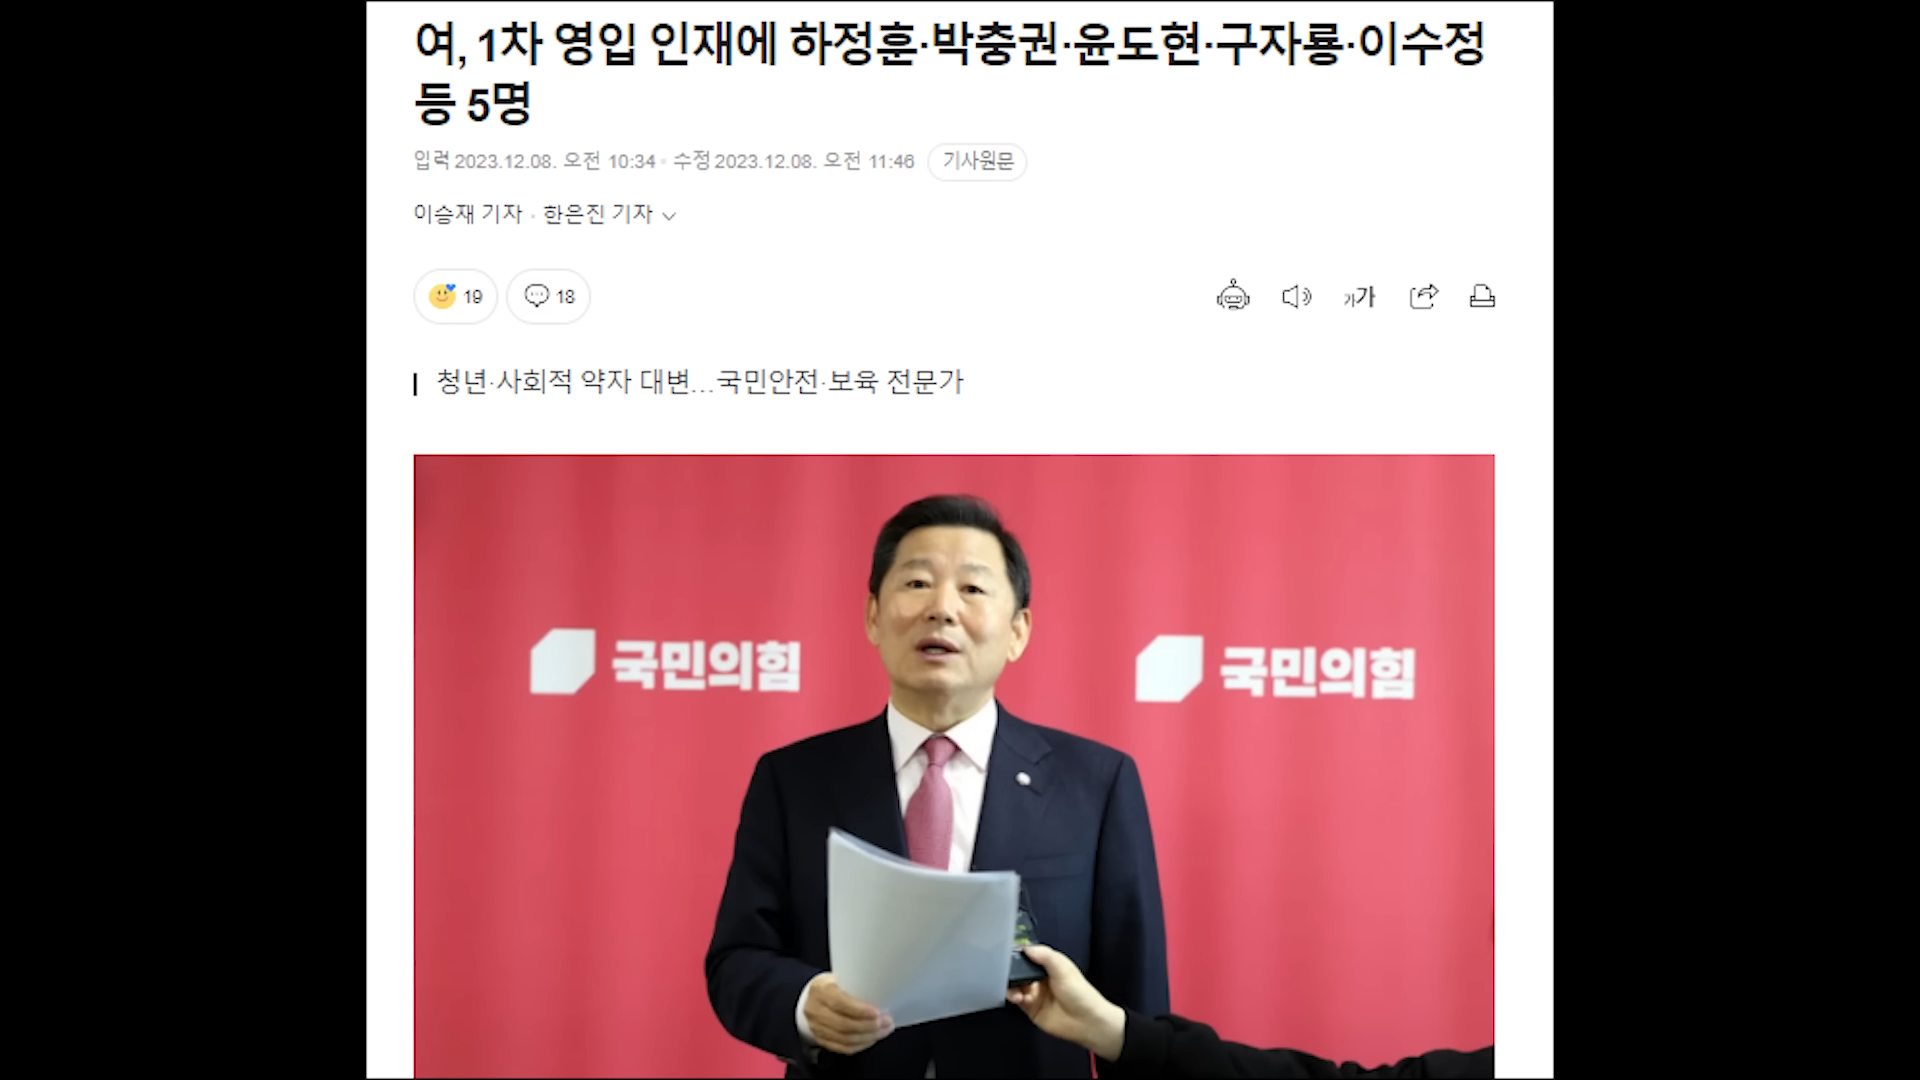 여, 1차 영입 인재에 하정훈·박충권·윤도현·구자룡·이수정
등 5명
입력 2023.12.08. 오전 10:34 · 수정 2023.12.08. 오전 11:46 기사원문
이승재 기자 · 한은진 기자
19 18 가가
청년·사회적 약자 대변...국민안전·보육 전문가
국민의힘 국민의힘